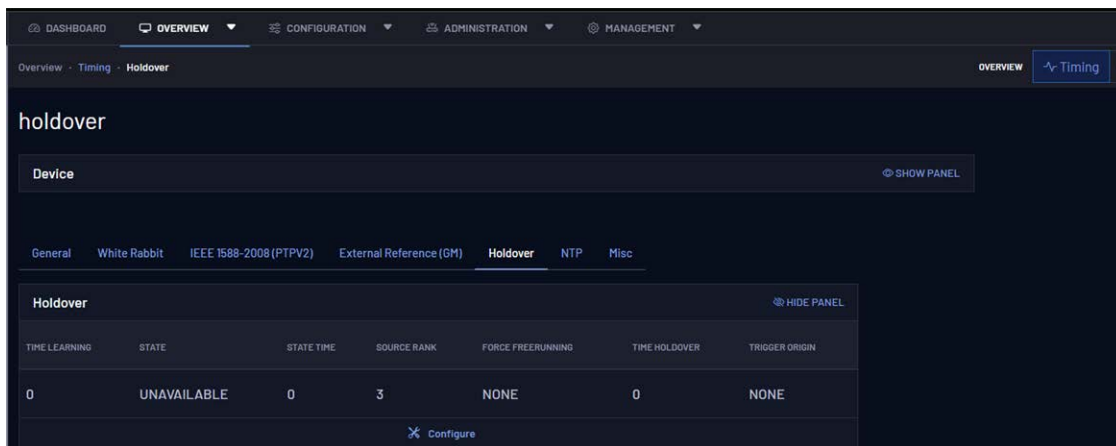 DASHBOARD OVERVIEW CONFIGURATION ADMINISTRATION MANAGEMENT
Overview · Timing · Holdover OVERVIEW Timing
holdover
Device SHOW PANEL
General White Rabbit IEEE 1588-2008 (PTPV2) External Reference (GM) Holdover NTP Misc
Holdover HIDE PANEL
TIME LEARNING STATE STATE TIME SOURCE RANK FORCE FREERUNNING TIME HOLDOVER TRIGGER ORIGIN
0 UNAVAILABLE 0 3 NONE 0 NONE
Configure